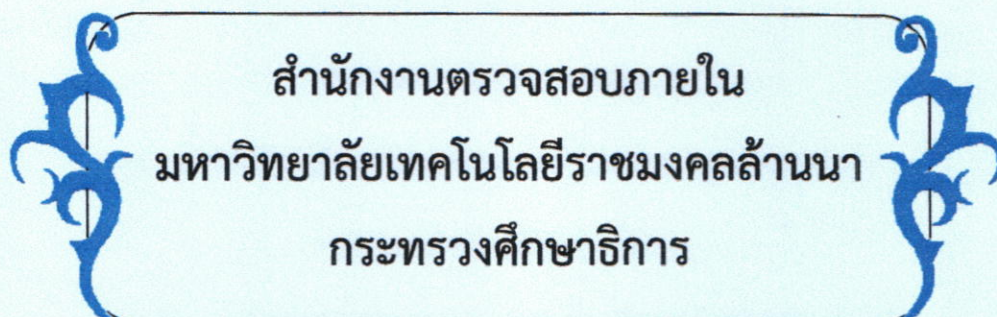 สำนักงานตรวจสอบภายใน
มหาวิทยาลัยเทคโนโลยีราชมงคลล้านนา
กระทรวงศึกษาธิการ